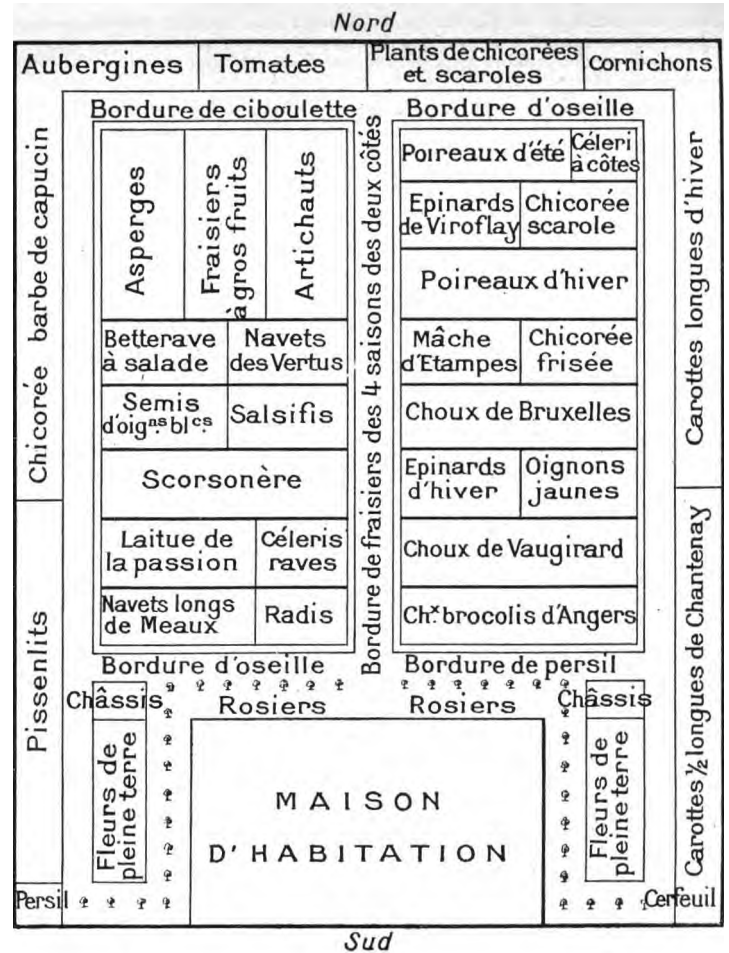 Nord
Aubergines
Tomates
Plants de chicorées
et scaroles
Cornichons
Chicorée barbe de capucin
Pissenlits
Persil
Bordure de ciboulette
Asperges
Fraisiers
à gros fruits
Artichauts
Betterave
à salade
Navets
des Vertus
Semis
d'oigns. blcs.
Salsifis
Scorsonère
Laitue de
la passion
Céleris
raves
Navets longs
de Meaux
Radis
Bordure d'oseille
Bordure de fraisiers des 4 saisons des deux côtés
Bordure d'oseille
Poireaux d'été
Céleri
à côtes
Epinards
de Viroflay
Chicorée
scarole
Poireaux d'hiver
Mâche
d'Etampes
Chicorée
frisée
Choux de Bruxelles
Epinards
d'hiver
Oignons
jaunes
Choux de Vaugirard
Chx brocolis d'Angers
Bordure de persil
Carottes longues d'hiver
Carottes ½ longues de Chantenay
Cerfeuil
Châssis
Fleurs de
pleine terre
Rosiers
Rosiers
Châssis
Fleurs de
pleine terre
MAISON
D'HABITATION
Sud